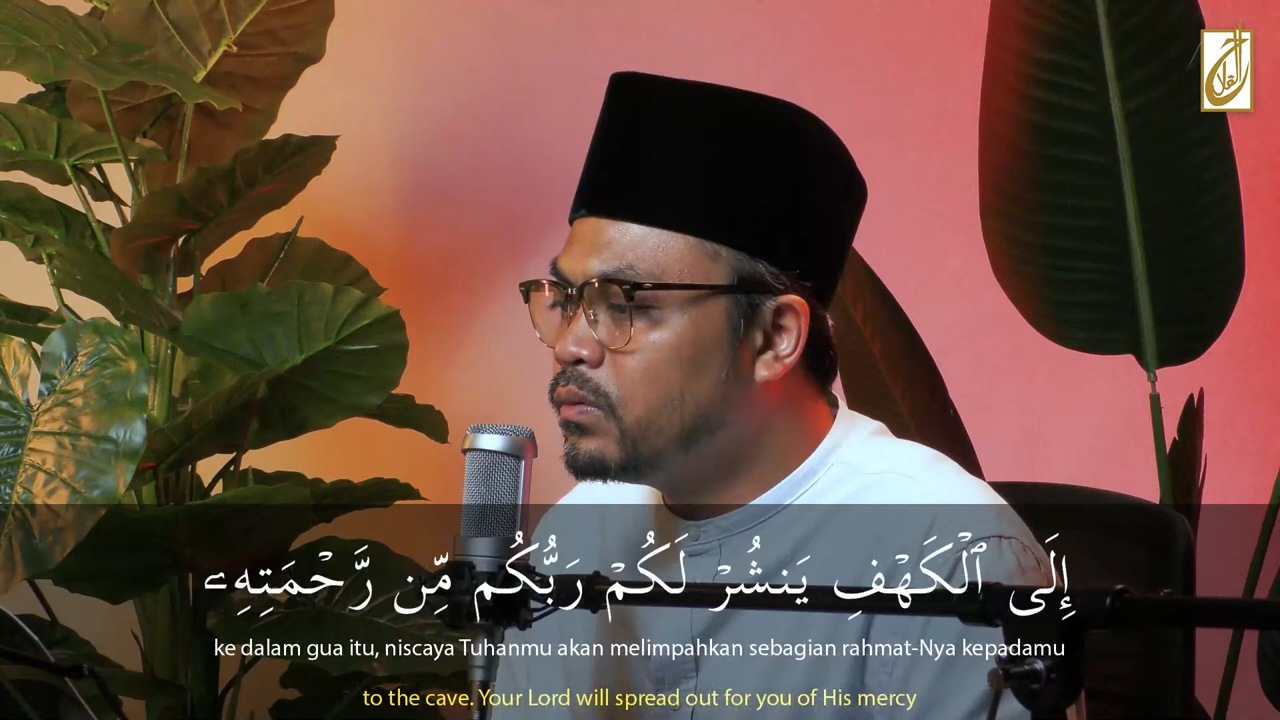 القلاح
إِلَى ٱلْكَهْفِ يَنشُرْ لَكُمْ رَبُّكُم مِّن رَّحْمَتِهِۦ
ke dalam gua itu, niscaya Tuhanmu akan melimpahkan sebagian rahmat-Nya kepadamu
to the cave. Your Lord will spread out for you of His mercy